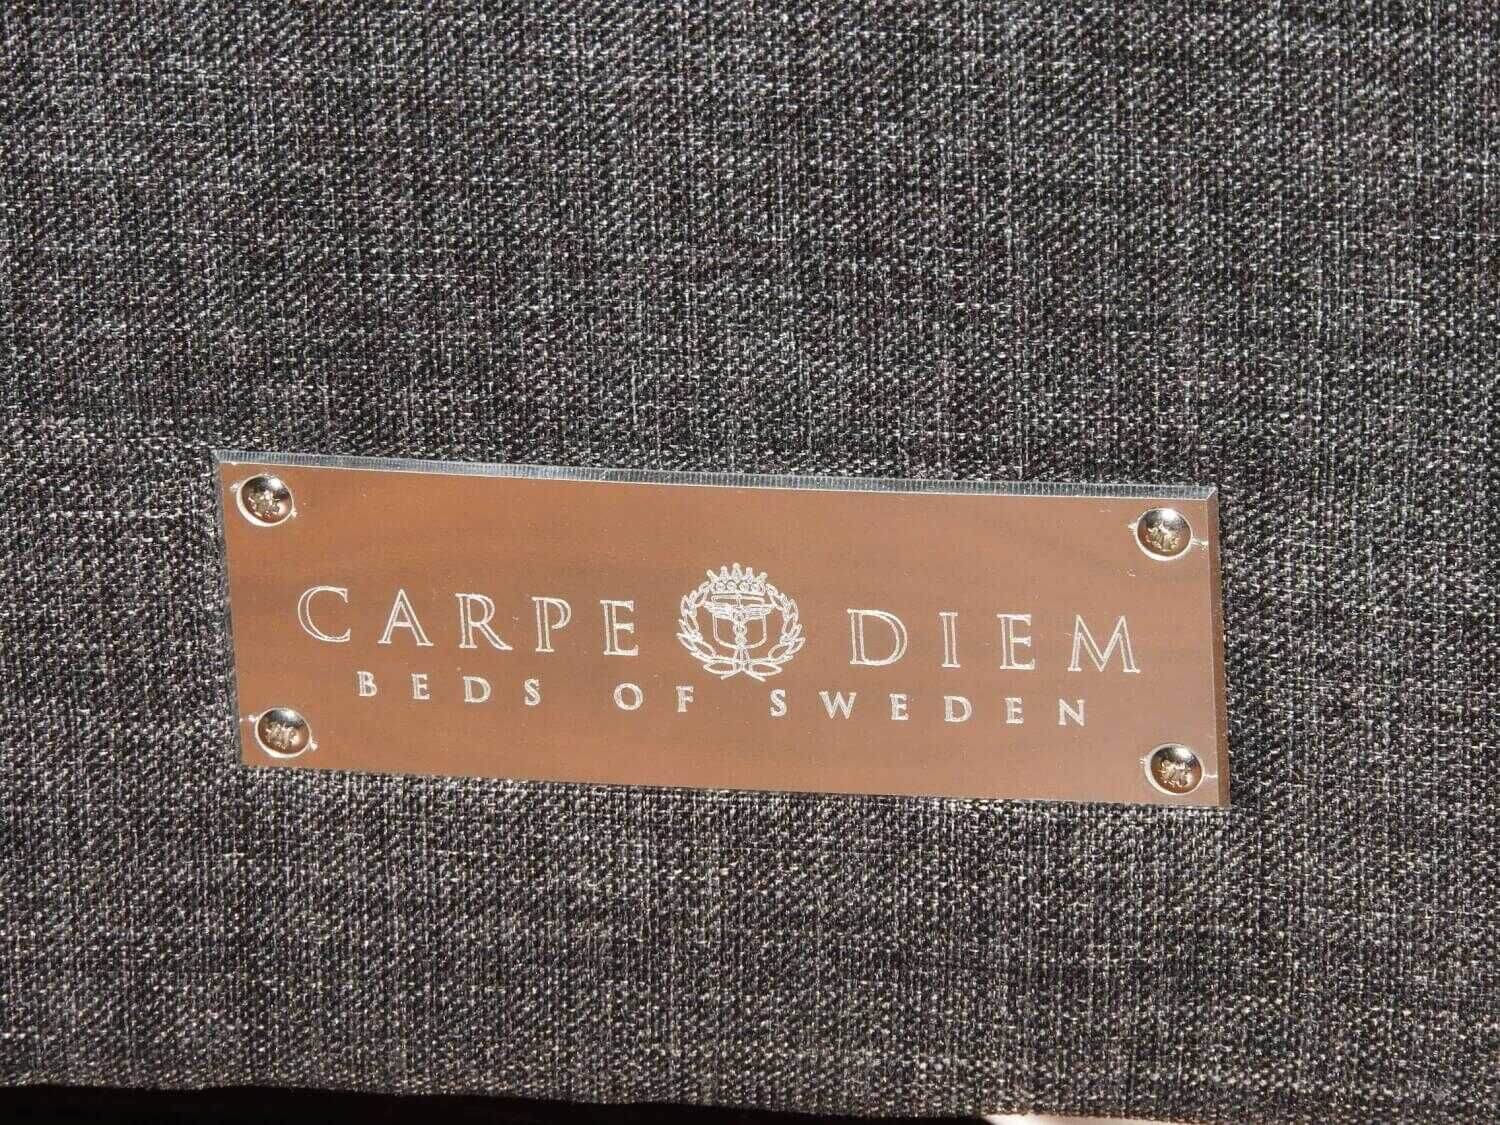 CARPE DIEM
BEDS OF SWEDEN